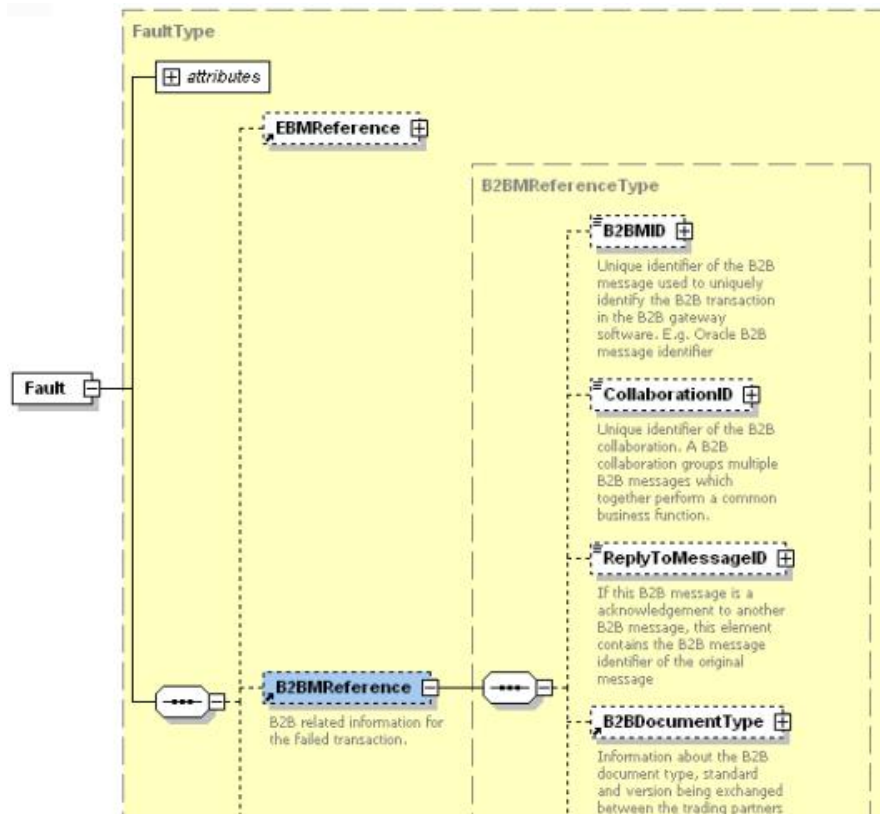 FaultType
attributes
EBMReference
B2BMReferenceType
B2BMID
Unique identifier of the B2B
message used to uniquely
identify the B2B transaction
in the B2B gateway
software. E.g. Oracle B2B
message identifier
Fault
CollaborationID
Unique identifier of the B2B
collaboration. A B2B
collaboration groups multiple
B2B messages which
together perform a common
business function.
ReplyToMessageID
If this B2B message is a
acknowledgement to another
B2B message, this element
contains the B2B message
identifier of the original
message
B2BMReference
B2B related information for
the failed transaction.
B2BDocumentType
Information about the B2B
document type, standard
and version being exchanged
between the trading partners